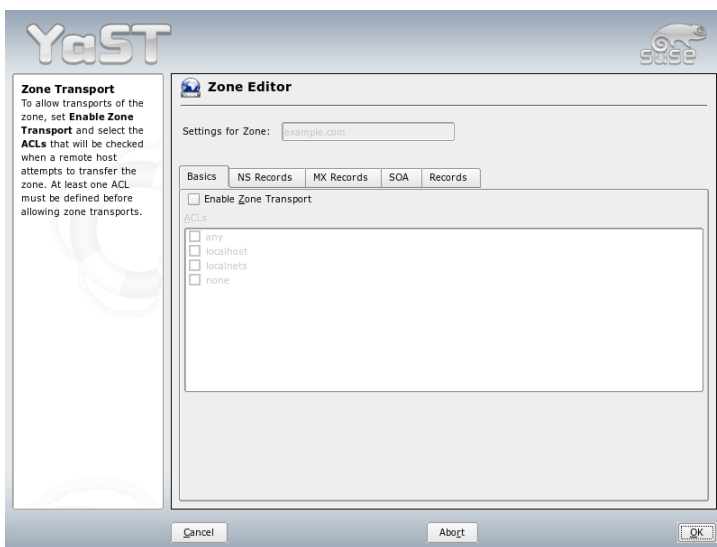 YaST
SUSE
Zone Transport
To allow transports of the
zone, set Enable Zone
Transport and select the
ACLs that will be checked
when a remote host
attempts to transfer the
zone. At least one ACL
must be defined before
allowing zone transports.
Zone Editor
Settings for Zone: example.com
Basics NS Records MX Records SOA Records
Enable Zone Transport
ACLs
any
localhost
localnets
none
Cancel Abort OK